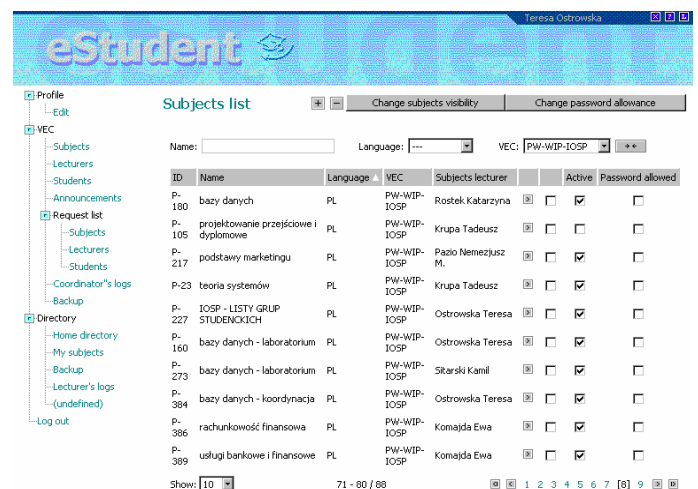 Teresa Ostrowska
eStudent
Profile
Edit
VEC
Subjects
Lecturers
Students
Announcements
Request list
Subjects
Lecturers
Students
Coordinator"s logs
Backup
Directory
Home directory
My subjects
Backup
Lecturer's logs
(undefined)
Log out
Subjects list + - Change subjects visibility Change password allowance
Name: Language: --- VEC: PW-WIP-IOSP
ID Name Language VEC Subjects lecturer Active Password allowed
P-180 bazy danych PL PW-WIP-IOSP Rostek Katarzyna
P-105 projektowanie przejściowe i dyplomowe PL PW-WIP-IOSP Krupa Tadeusz
P-217 podstawy marketingu PL PW-WIP-IOSP Pazio Nemezjusz M.
P-23 teoria systemów PL PW-WIP-IOSP Krupa Tadeusz
P-227 IOSP - LISTY GRUP STUDENCKICH PL PW-WIP-IOSP Ostrowska Teresa
P-160 bazy danych - laboratorium PL PW-WIP-IOSP Ostrowska Teresa
P-273 bazy danych - laboratorium PL PW-WIP-IOSP Sitarski Kamil
P-384 bazy danych - koordynacja PL PW-WIP-IOSP Ostrowska Teresa
P-386 rachunkowość finansowa PL PW-WIP-IOSP Komajda Ewa
P-389 usługi bankowe i finansowe PL PW-WIP-IOSP Komajda Ewa
Show: 10 71 - 80 / 88 1 2 3 4 5 6 7 [8] 9